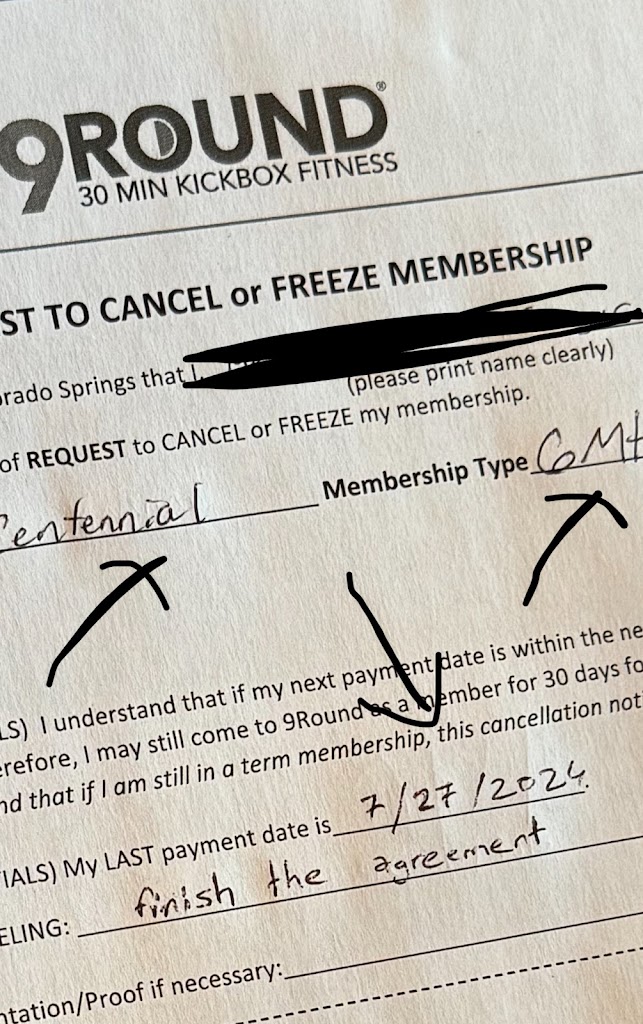 9ROUND®
30 MIN KICKBOX FITNESS
ST TO CANCEL or FREEZE MEMBERSHIP
orado Springs that I,
(please print name clearly)
of REQUEST to CANCEL or FREEZE my membership.
Centennial Membership Type 6Mt
LS) I understand that if my next payment date is within the ne
erefore, I may still come to 9Round as a member for 30 days fo
nd that if I am still in a term membership, this cancellation not
IALS) My LAST payment date is 7/27/2024.
ELING: finish the agreement
ntation/Proof if necessary: